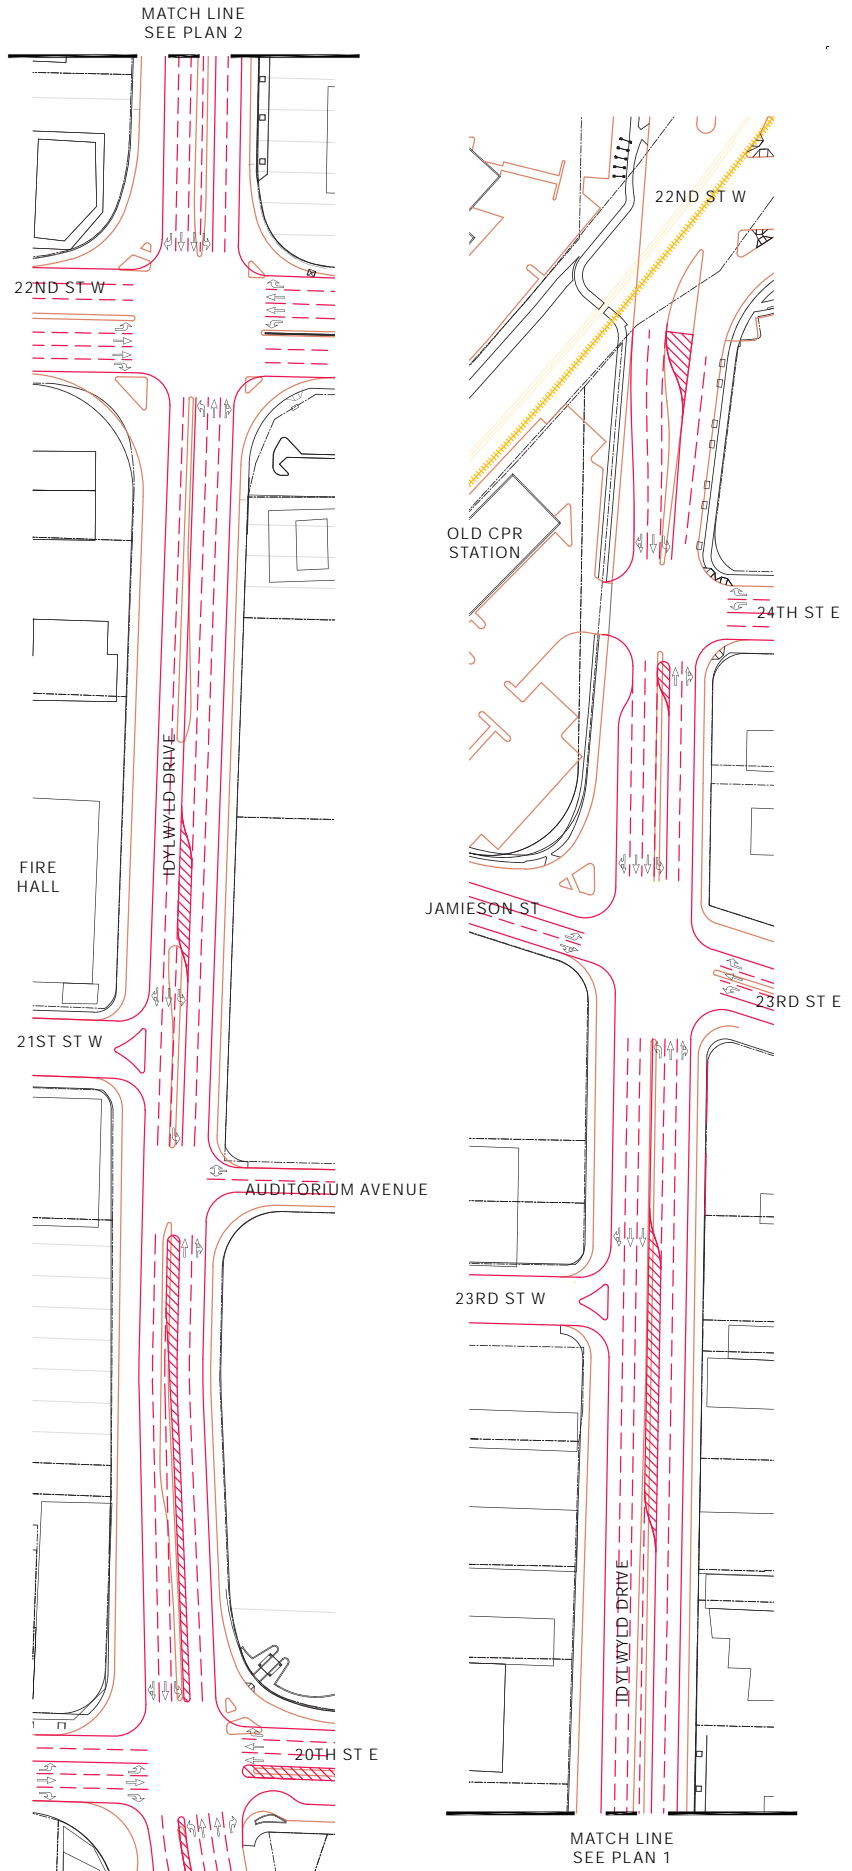 MATCH LINE
SEE PLAN 2
22ND ST W
IDYLWYLD DRIVE
FIRE
HALL
21ST ST W
AUDITORIUM AVENUE
20TH ST E
22ND ST W
OLD CPR
STATION
24TH ST E
JAMIESON ST
23RD ST E
23RD ST W
IDYLWYLD DRIVE
MATCH LINE
SEE PLAN 1